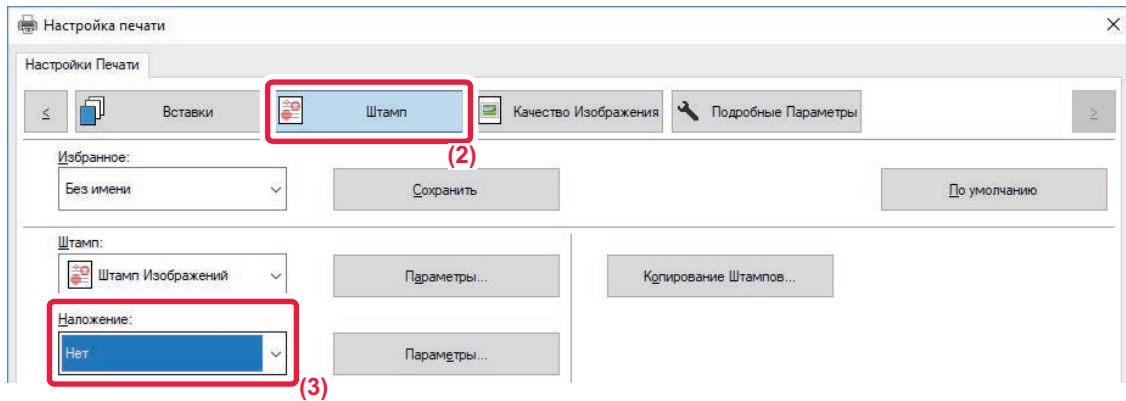 Настройка печати
Настройки Печати
< Вставки Штамп Качество Изображения Подробные Параметры >
(2)
Избранное:
Без имени Сохранить По умолчанию
Штамп:
Штамп Изображений Параметры... Копирование Штампов...
Наложение:
Нет Параметры...
(3)